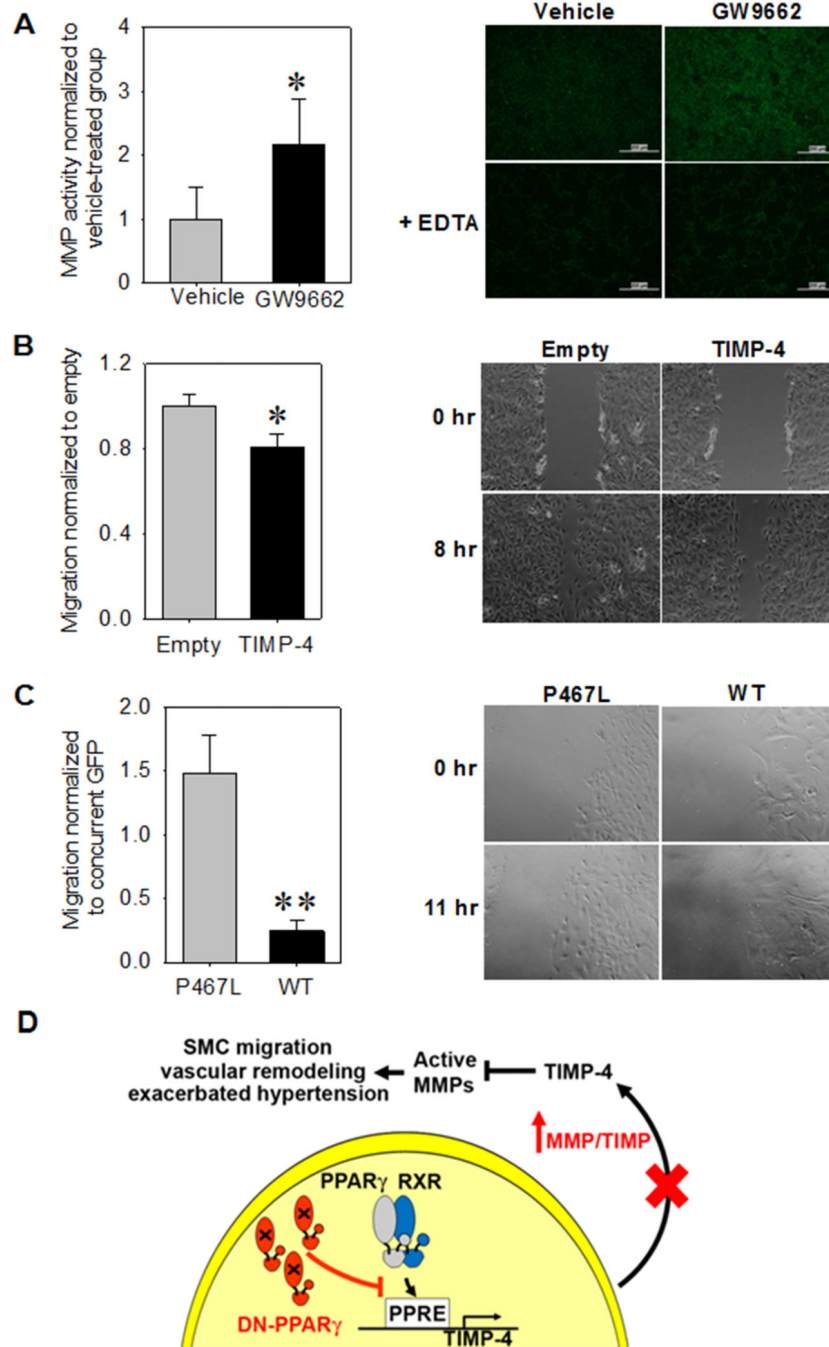 A
MMP activity normalized to
vehicle-treated group
4
3
2
1
0
*
Vehicle GW9662
Vehicle GW9662
+ EDTA
B
Migration normalized to empty
1.2
0.8
0.4
0.0
*
Empty TIMP-4
Empty TIMP-4
0 hr
8 hr
C
Migration normalized
to concurrent GFP
2.0
1.5
1.0
0.5
0.0
**
P467L WT
P467L WT
0 hr
11 hr
D
SMC migration
vascular remodeling
exacerbated hypertension
Active
MMPs
TIMP-4
MMP/TIMP
PPARγ RXR
DN-PPARγ
PPRE
TIMP-4